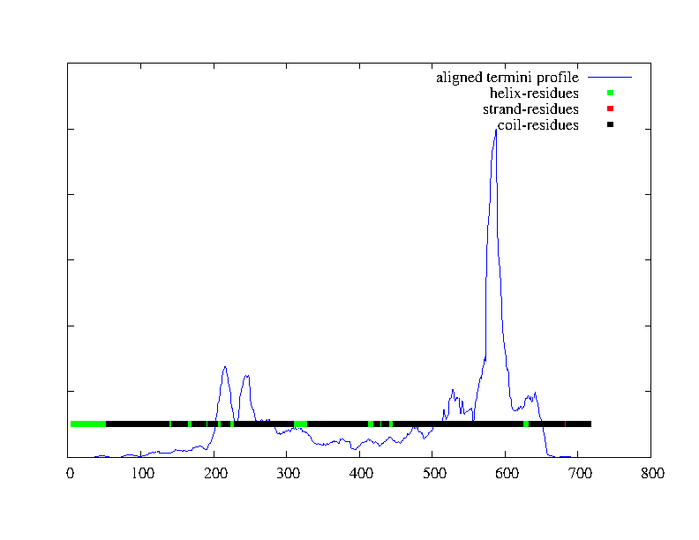 aligned termini profile
helix-residues
strand-residues
coil-residues
0 100 200 300 400 500 600 700 800